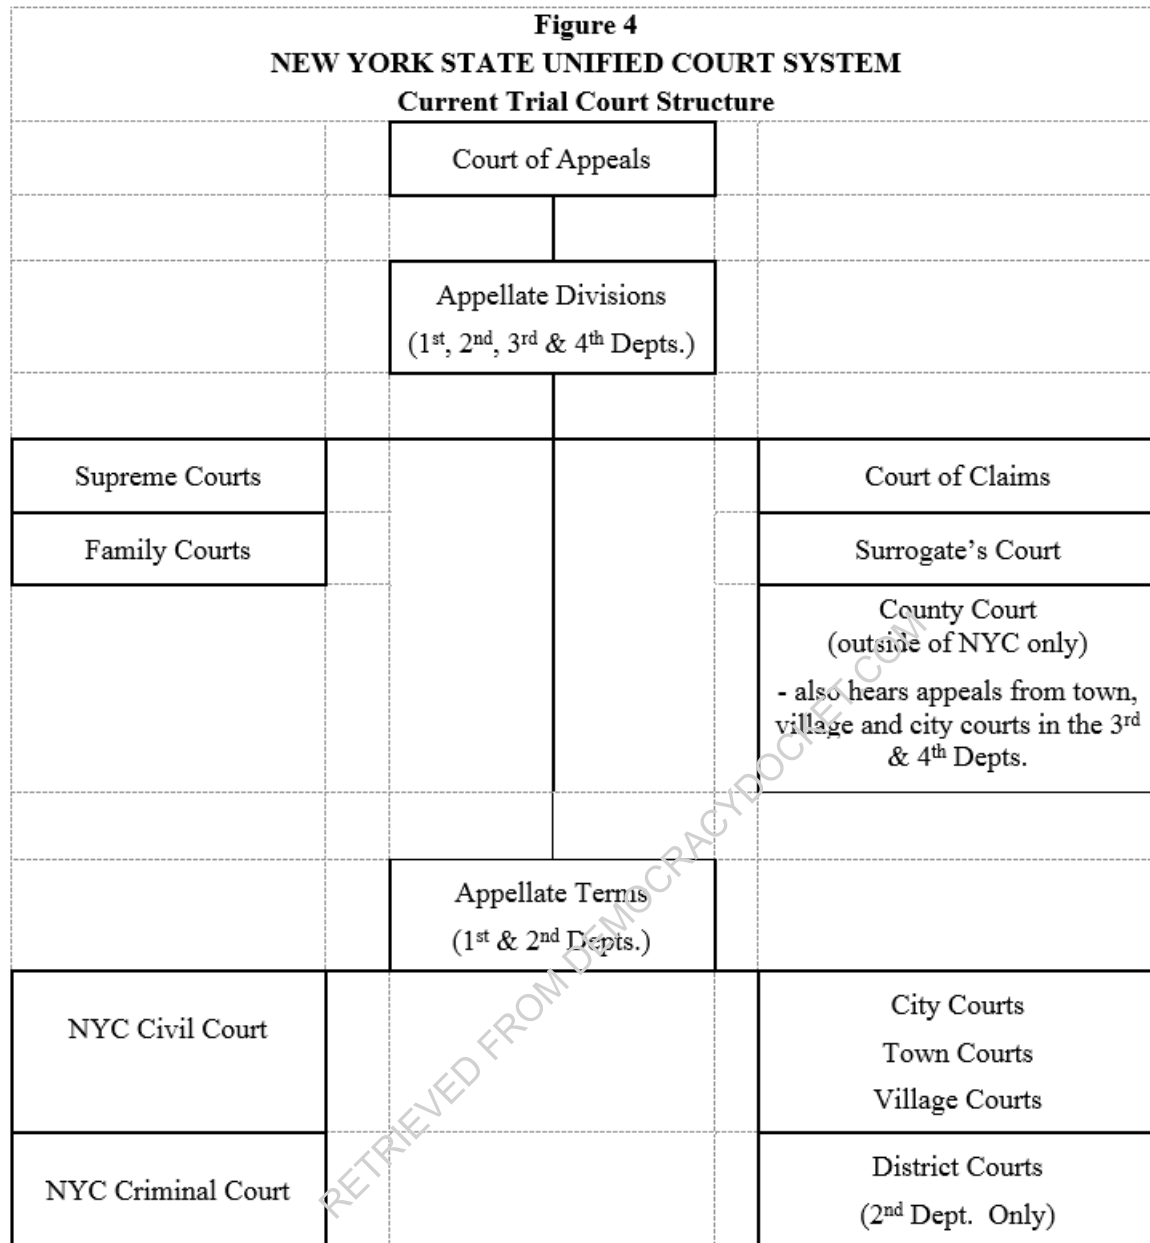 Figure 4
NEW YORK STATE UNIFIED COURT SYSTEM
Current Trial Court Structure
Court of Appeals
Appellate Divisions
(1st, 2nd, 3rd & 4th Depts.)
Supreme Courts
Family Courts
Court of Claims
Surrogate’s Court
County Court
(outside of NYC only)
- also hears appeals from town,
village and city courts in the 3rd
& 4th Depts.
Appellate Terms
(1st & 2nd Depts.)
NYC Civil Court
NYC Criminal Court
City Courts
Town Courts
Village Courts
District Courts
(2nd Dept.  Only)
RETRIEVED FROM DEMOCRACYDOCKET.COM